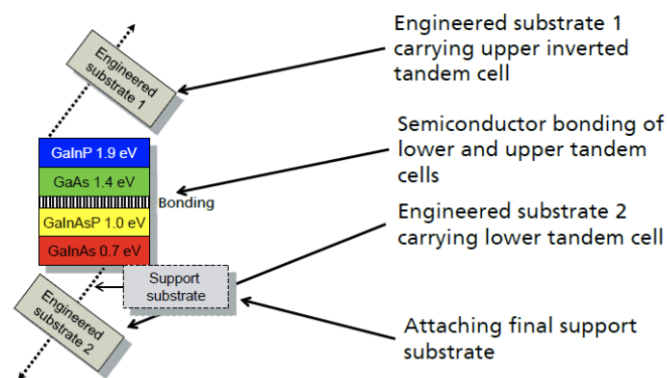 Engineered
substrate 1
Engineered substrate 1
carrying upper inverted
tandem cell
GaInP 1.9 eV
GaAs 1.4 eV
Bonding
GaInAsP 1.0 eV
GaInAs 0.7 eV
Semiconductor bonding of
lower and upper tandem
cells
Engineered substrate 2
carrying lower tandem cell
Support
substrate
Engineered
substrate 2
Attaching final support
substrate